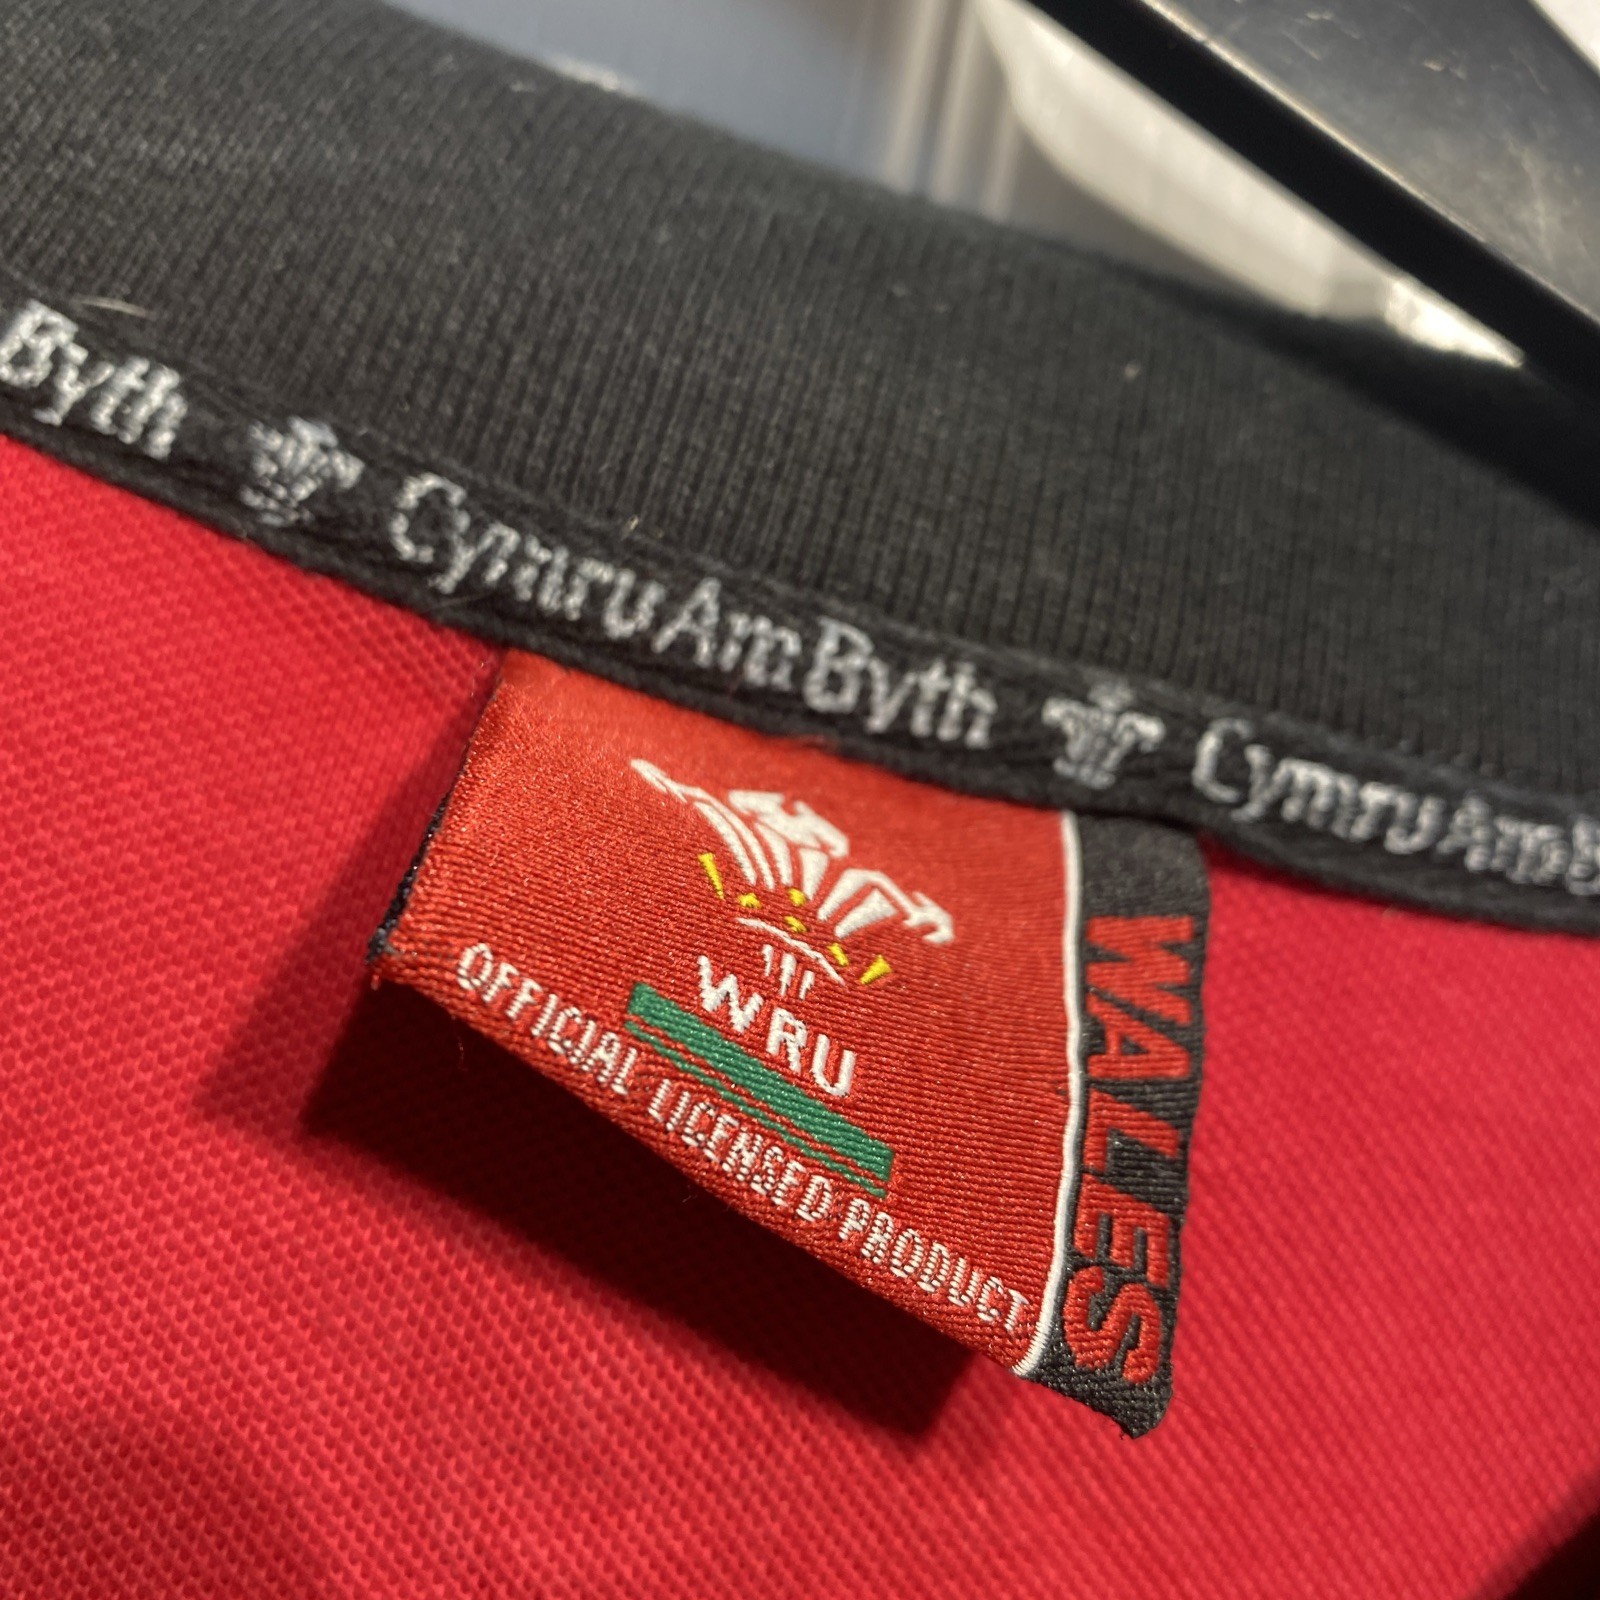 Byth Cymru Am Byth Cymru Am B
WRU
OFFICIAL LICENSED PRODUCT
WALES